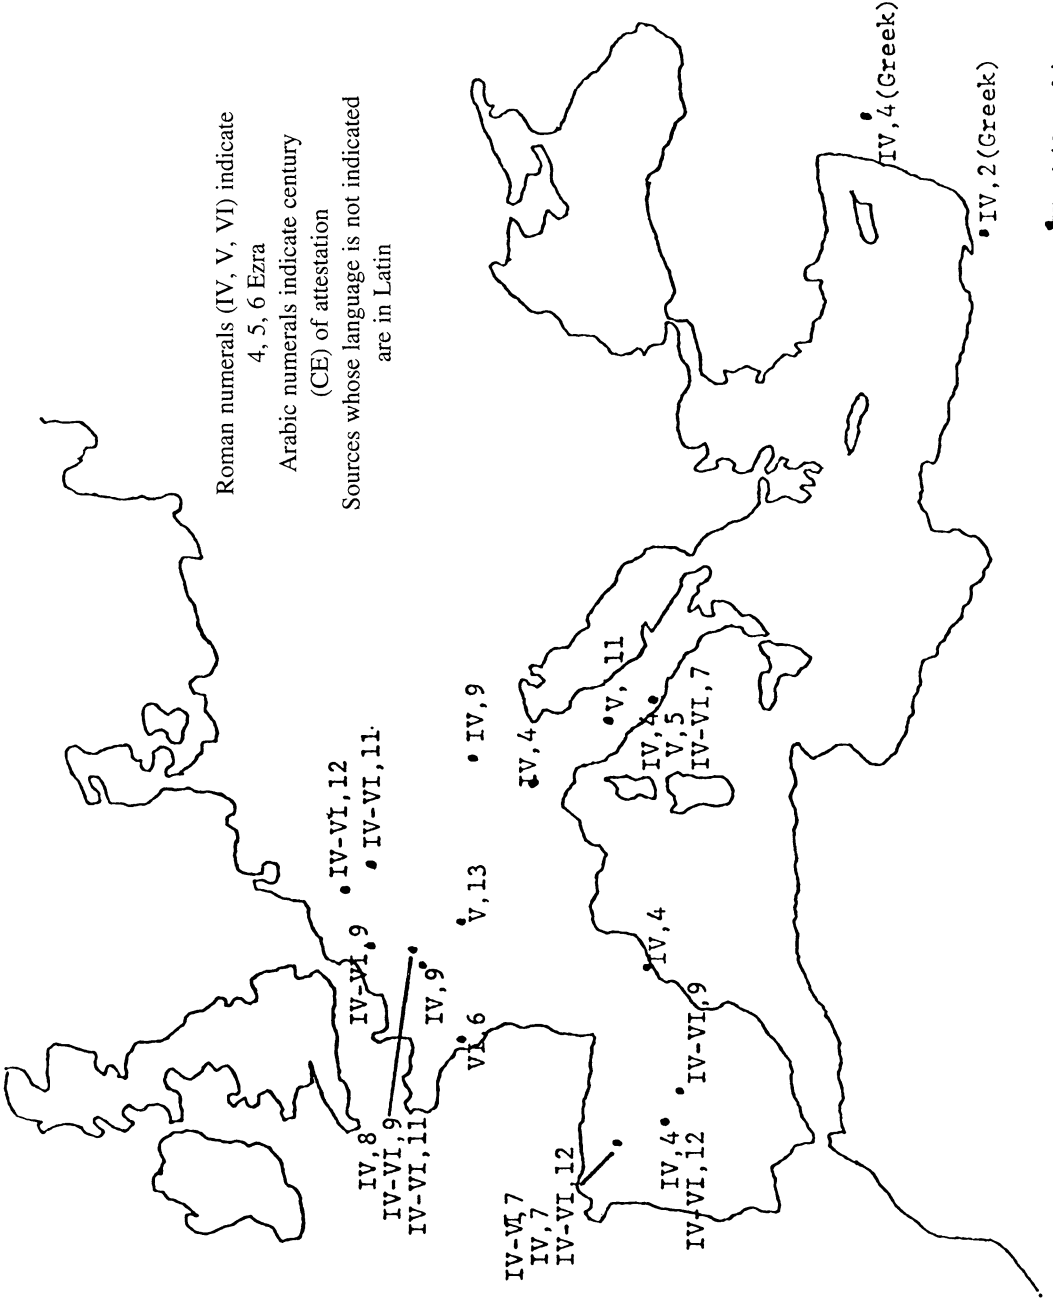 Roman numerals (IV, V, VI) indicate
4, 5, 6 Ezra
Arabic numerals indicate century
(CE) of attestation
Sources whose language is not indicated
are in Latin
IV-VI,12
IV-VI,11
IV-VI,9
IV,8
IV-VI,9
IV-VI,11
IV,9
V,13
VI,6
IV,9
IV,4
V, 11
IV,4
V,5
IV-VI,7
IV-VI,7
IV,7
IV-VI,12
IV,4
IV-VI,9
IV,4
IV-VI,12
IV,4(Greek)
IV,2(Greek)